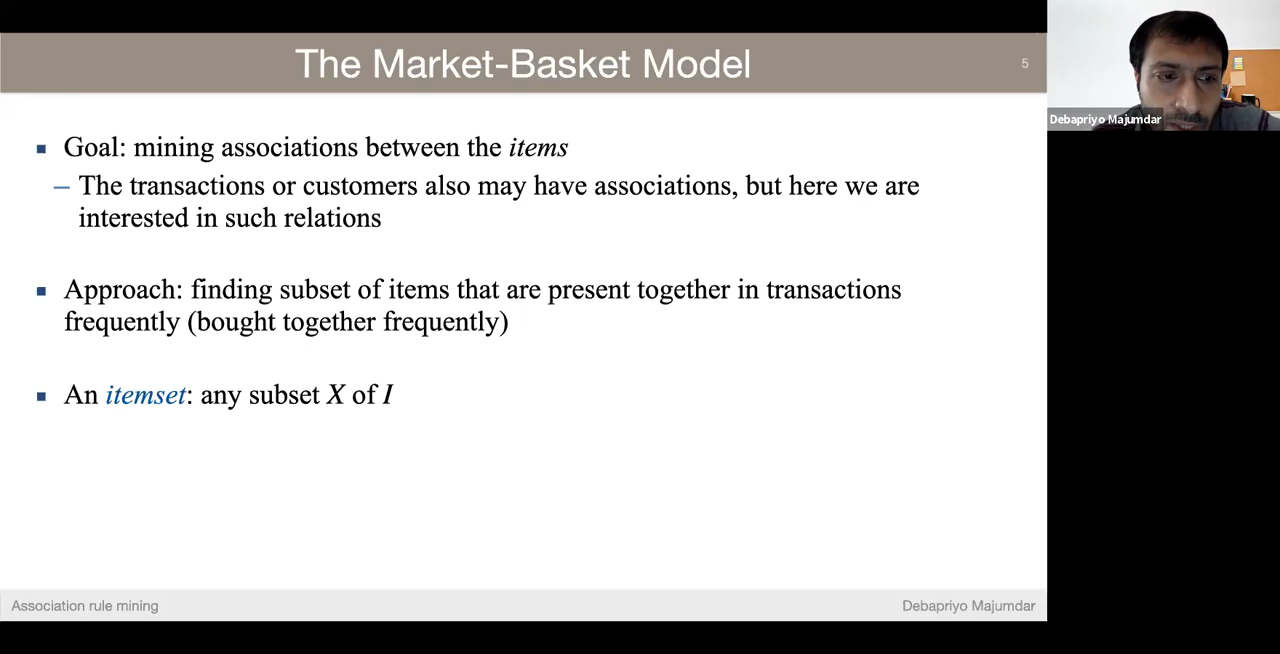 The Market-Basket Model
5
Debapriyo Majumdar
▪ Goal: mining associations between the items
– The transactions or customers also may have associations, but here we are
interested in such relations
▪ Approach: finding subset of items that are present together in transactions
frequently (bought together frequently)
▪ An itemset: any subset X of I
Association rule mining
Debapriyo Majumdar